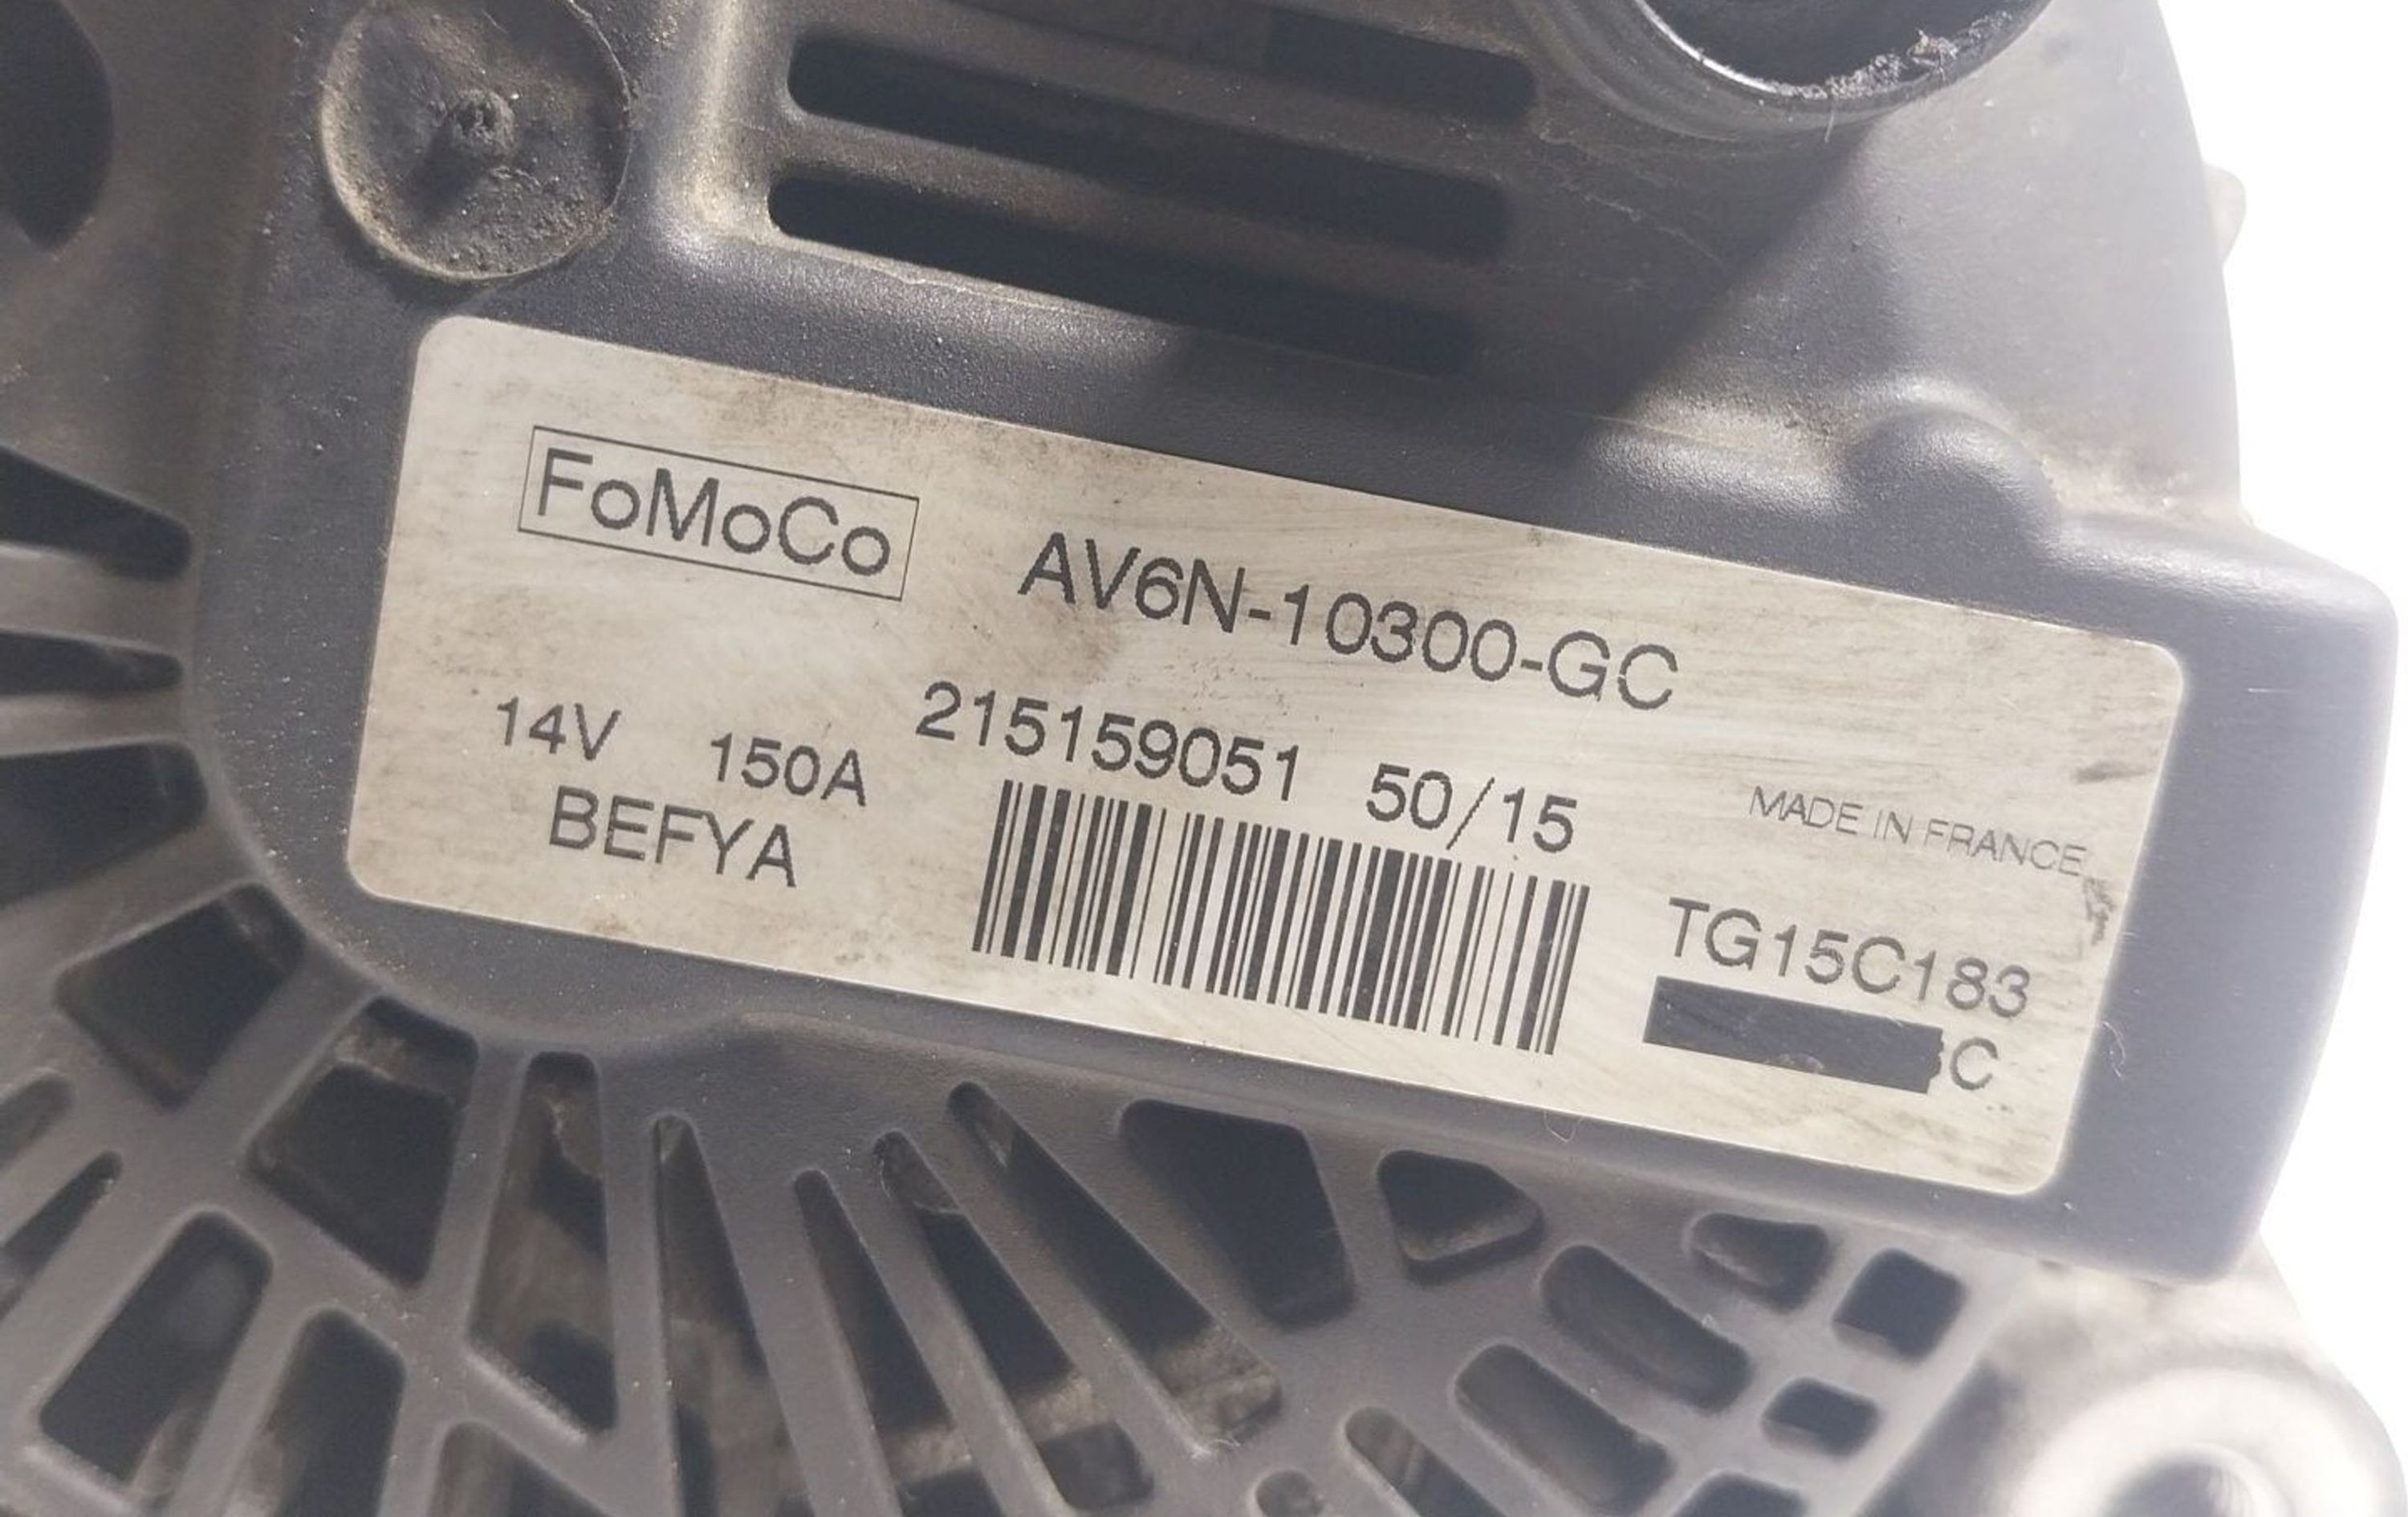 FoMoCo AV6N-10300-GC
14V 150A 215159051 50/15 MADE IN FRANCE
BEFYA TG15C183
C